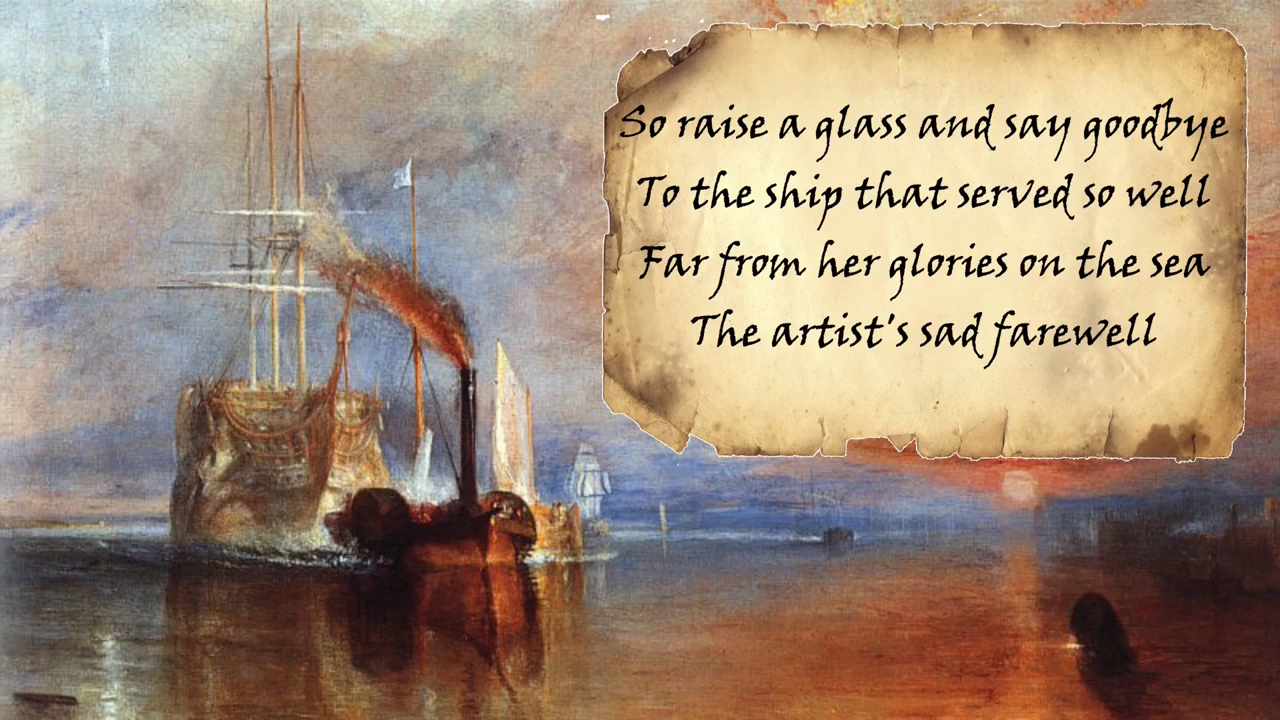 So raise a glass and say goodbye
To the ship that served so well
Far from her glories on the sea
The artist's sad farewell